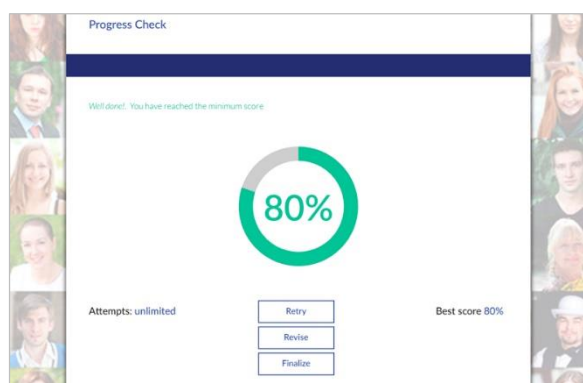 Progress Check
Well done!. You have reached the minimum score
80%
Attempts: unlimited
Retry
Best score 80%
Revise
Finalize